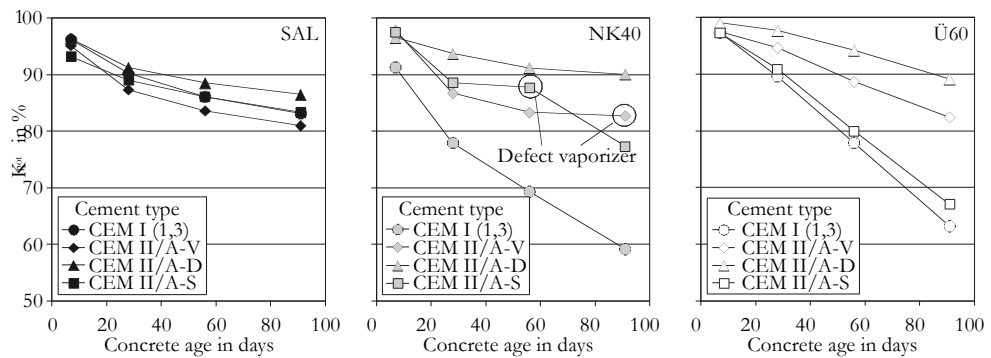 SAL
NK40
Ü60
100
90
80
70
60
50
in %
Defect vaporizer
Cement type
CEM I (1,3)
CEM II/A-V
CEM II/A-D
CEM II/A-S
Cement type
CEM I (1,3)
CEM II/A-V
CEM II/A-D
CEM II/A-S
Cement type
CEM I (1,3)
CEM II/A-V
CEM II/A-D
CEM II/A-S
0 20 40 60 80 100
0 20 40 60 80 100
0 20 40 60 80 100
Concrete age in days
Concrete age in days
Concrete age in days